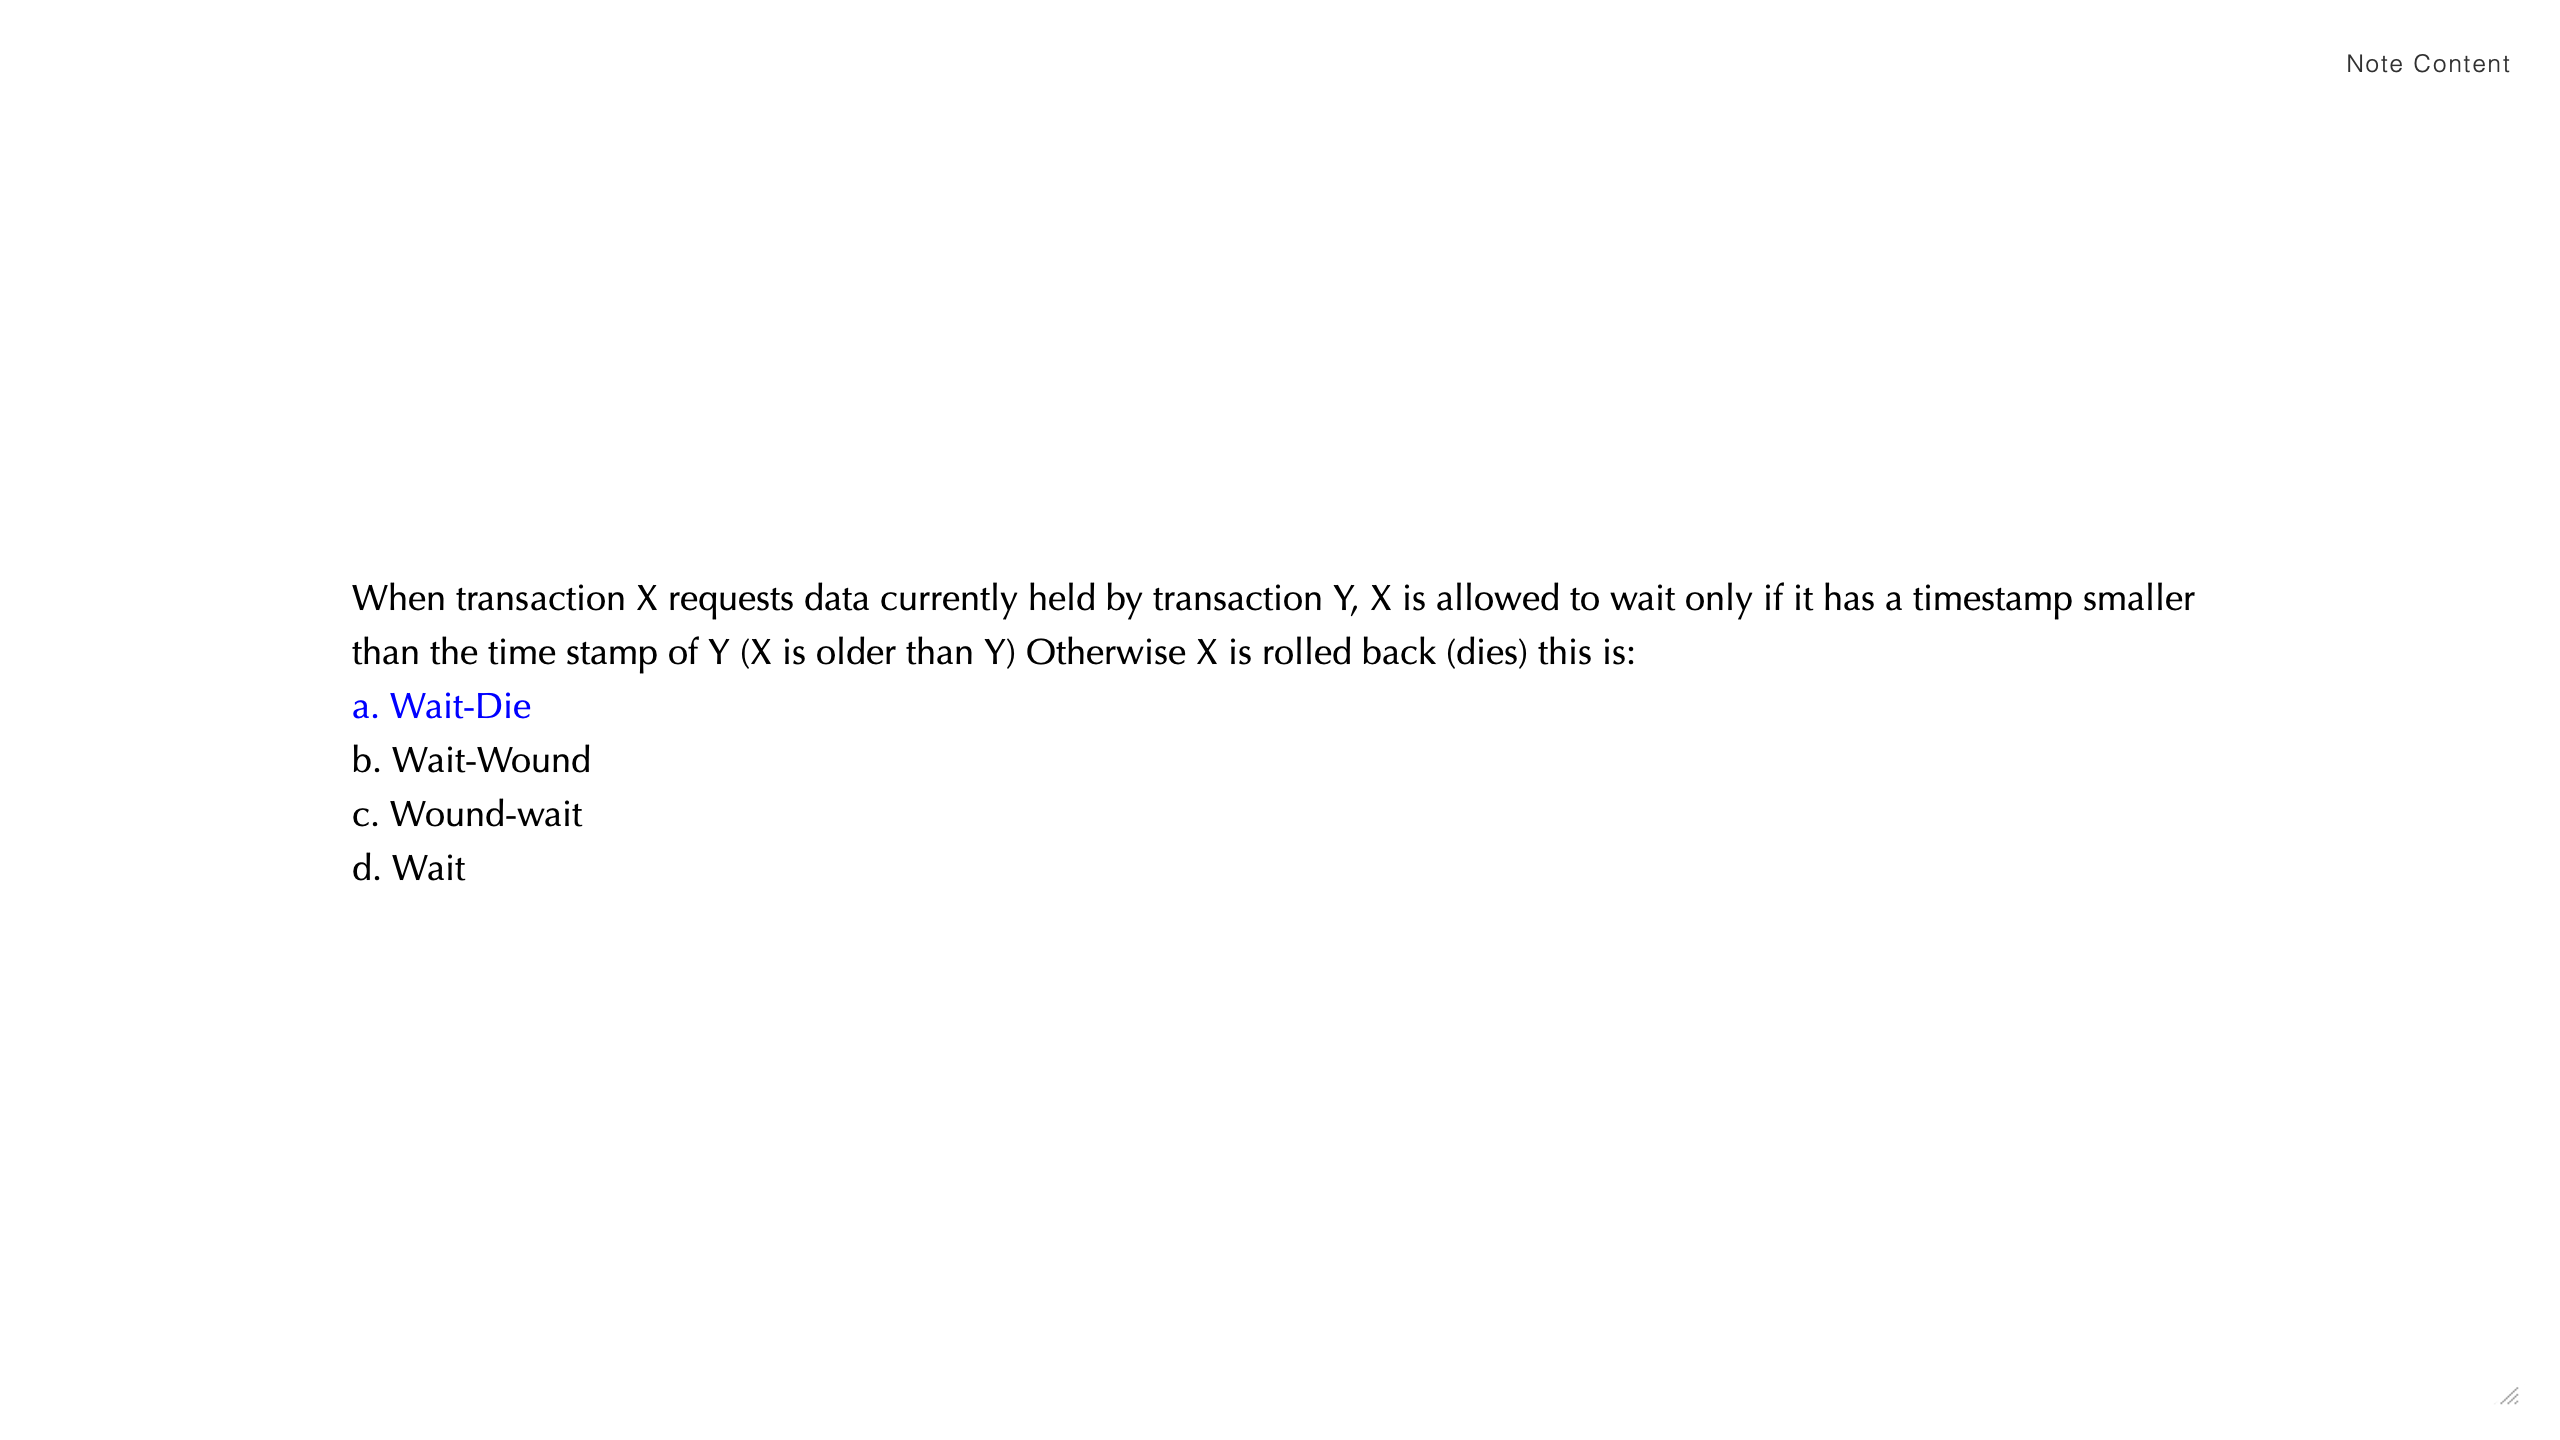 Note Content
When transaction X requests data currently held by transaction Y, X is allowed to wait only if it has a timestamp smaller
than the time stamp of Y (X is older than Y) Otherwise X is rolled back (dies) this is:
a. Wait-Die
b. Wait-Wound
c. Wound-wait
d. Wait